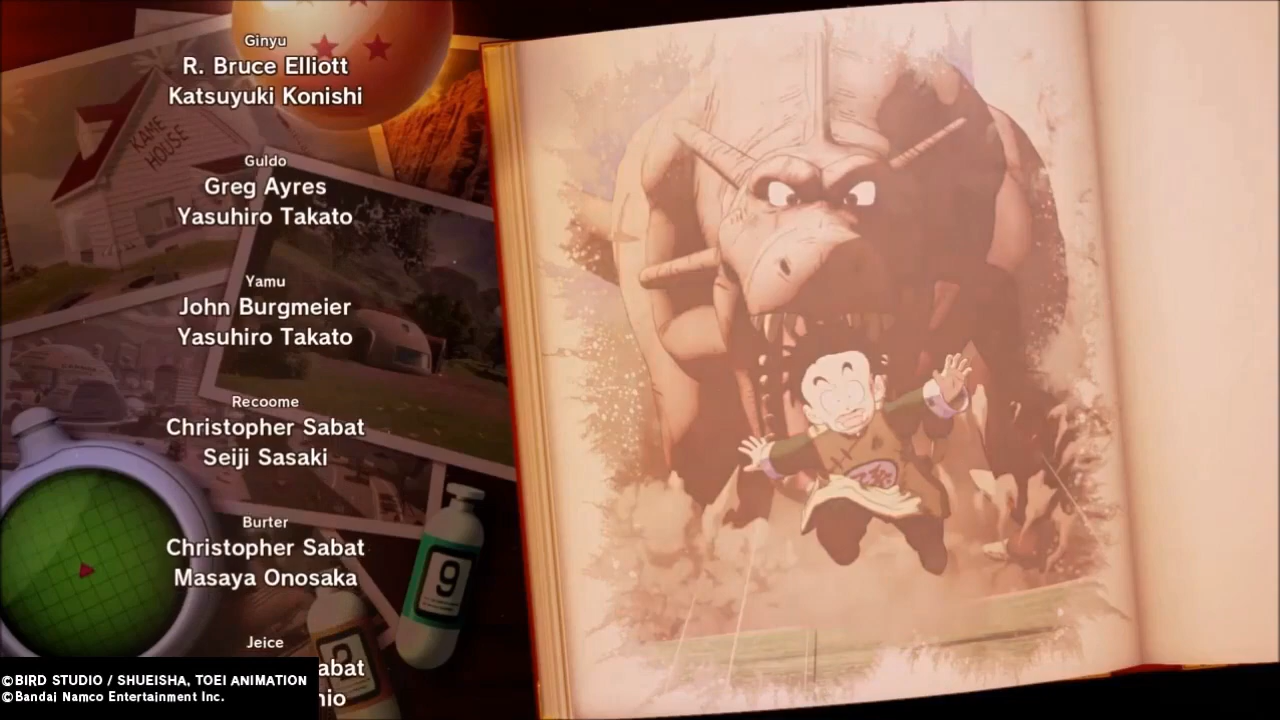 Ginyu
R. Bruce Elliott
Katsuyuki Konishi
KAME
HOUSE
Guldo
Greg Ayres
Yasuhiro Takato
Yamu
John Burgmeier
Yasuhiro Takato
Recoome
Christopher Sabat
Seiji Sasaki
Burter
Christopher Sabat
Masaya Onosaka
9
Jeice
abat
nio
©BIRD STUDIO / SHUEISHA, TOEI ANIMATION
©Bandai Namco Entertainment Inc.